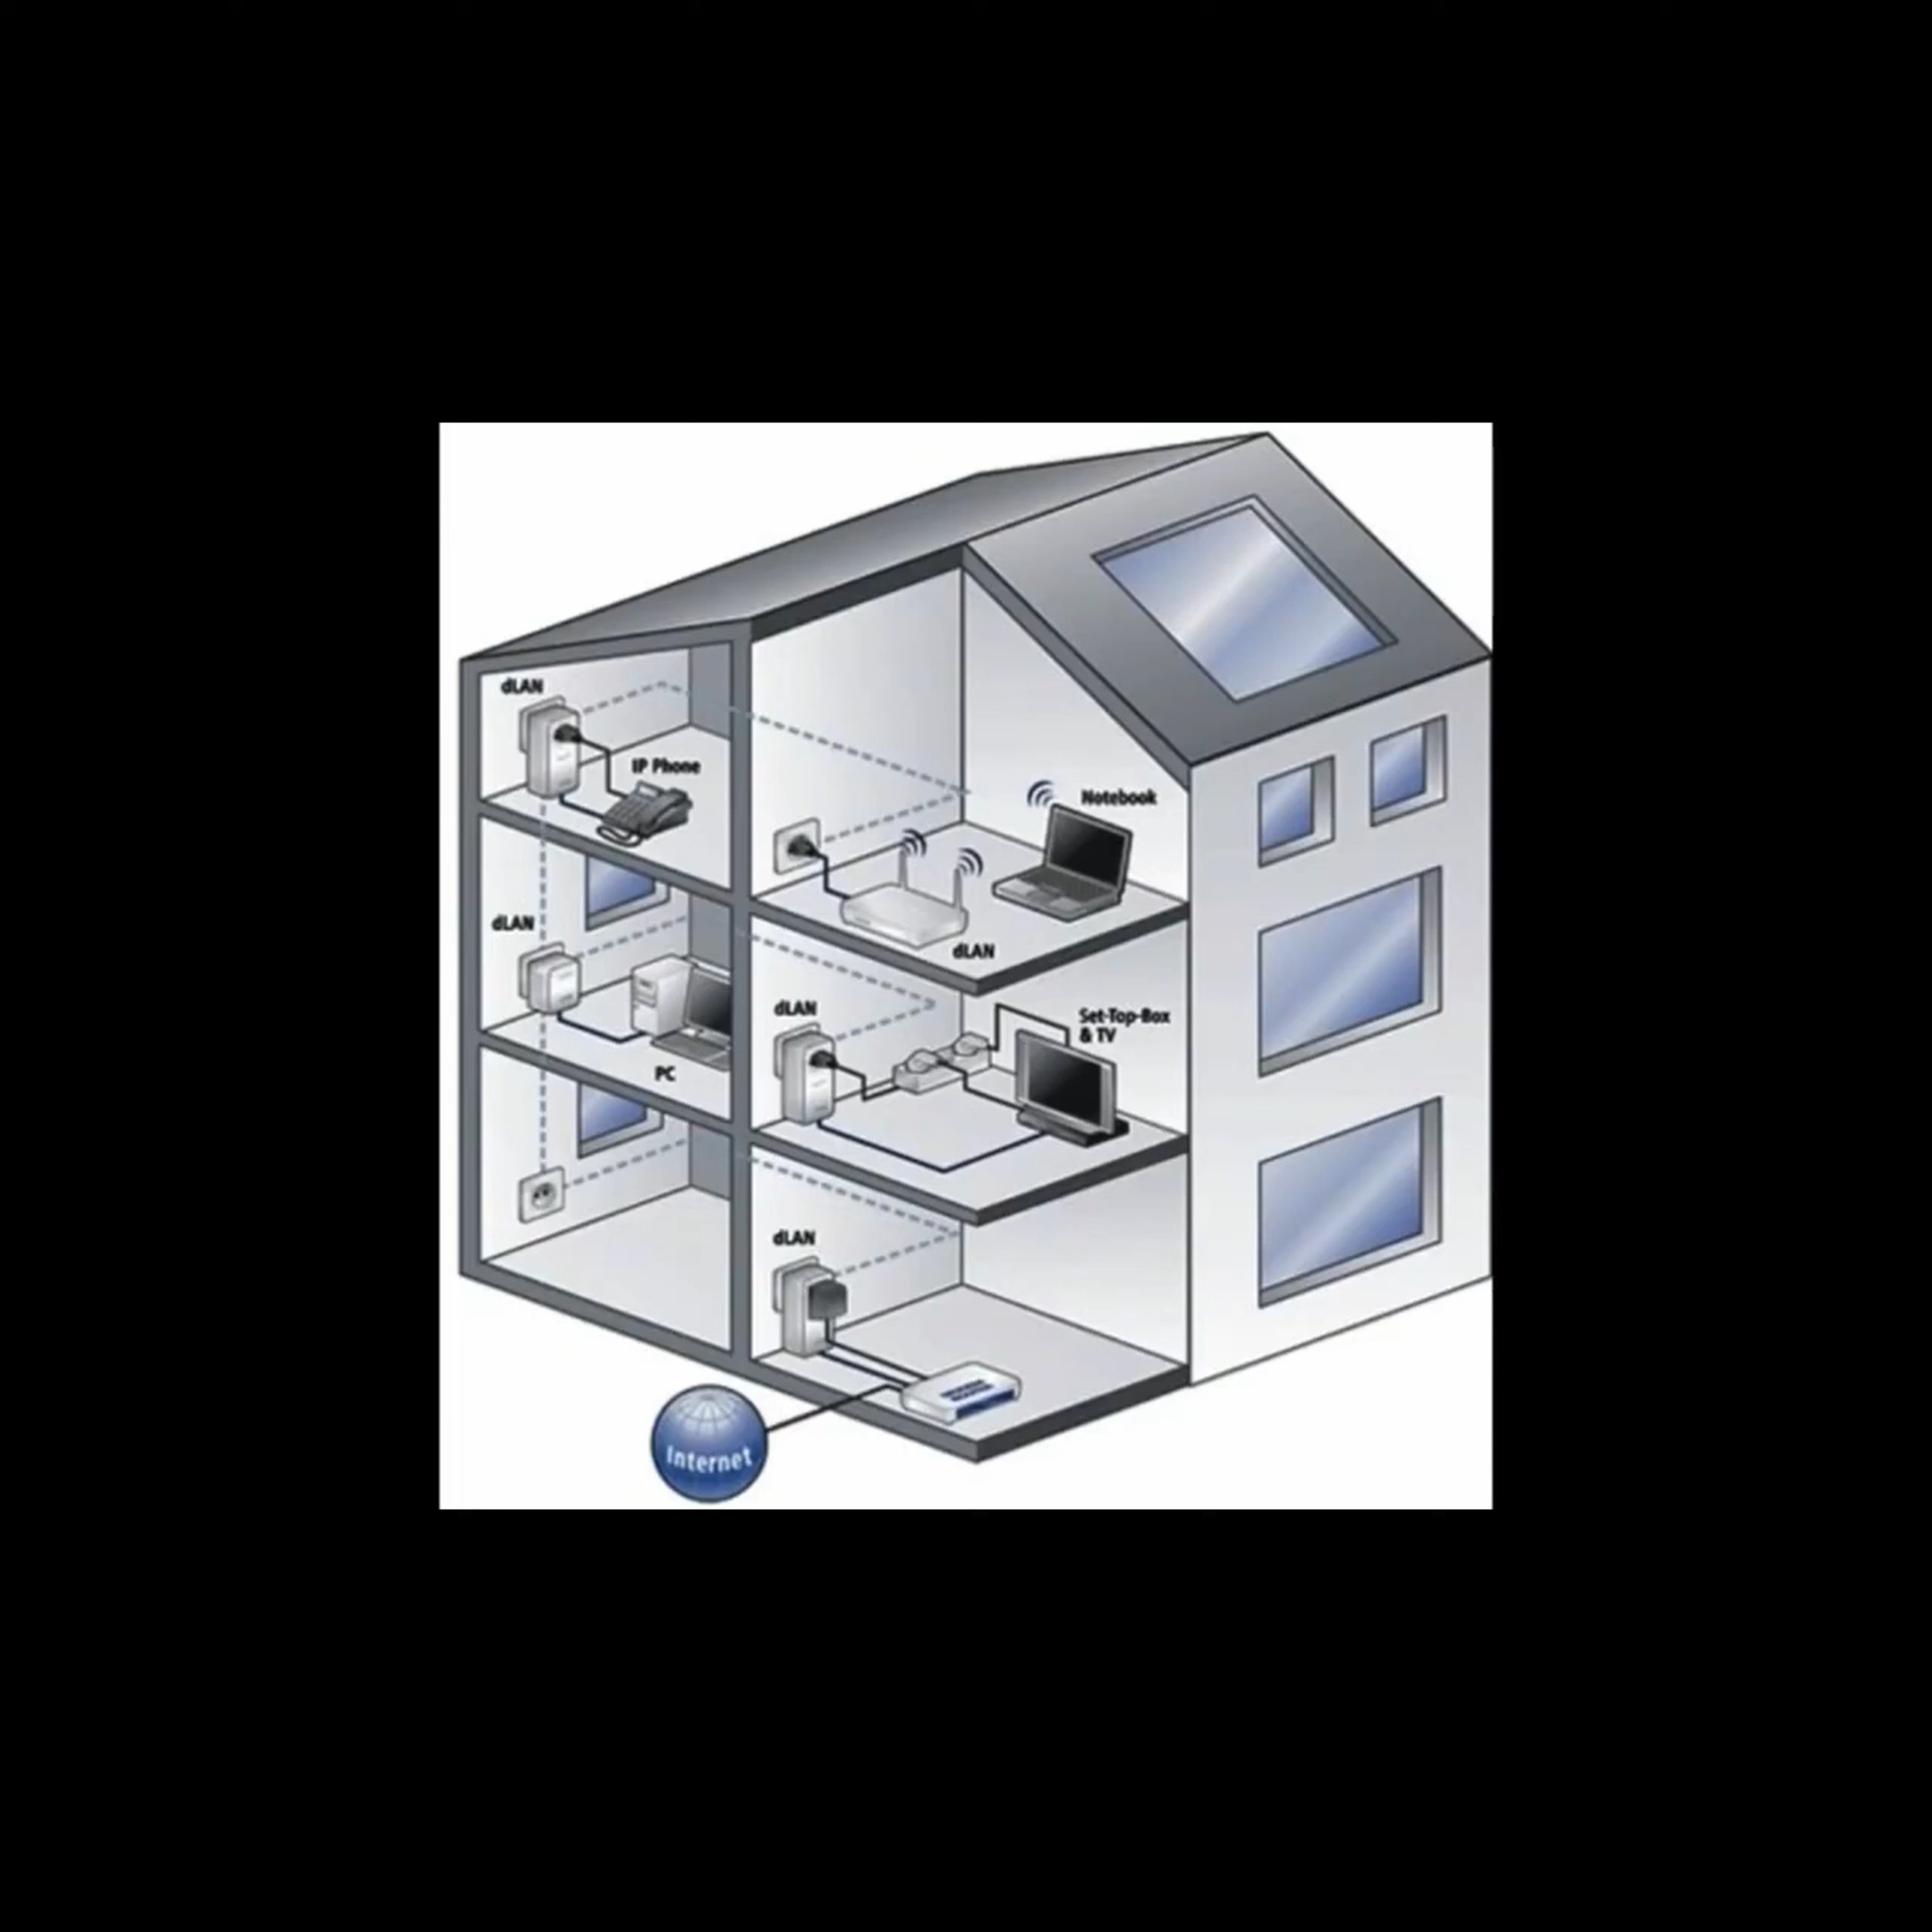 dLAN
IP Phone
Notebook
dLAN
dLAN
dLAN
Set-Top-Box
& TV
PC
dLAN
Internet